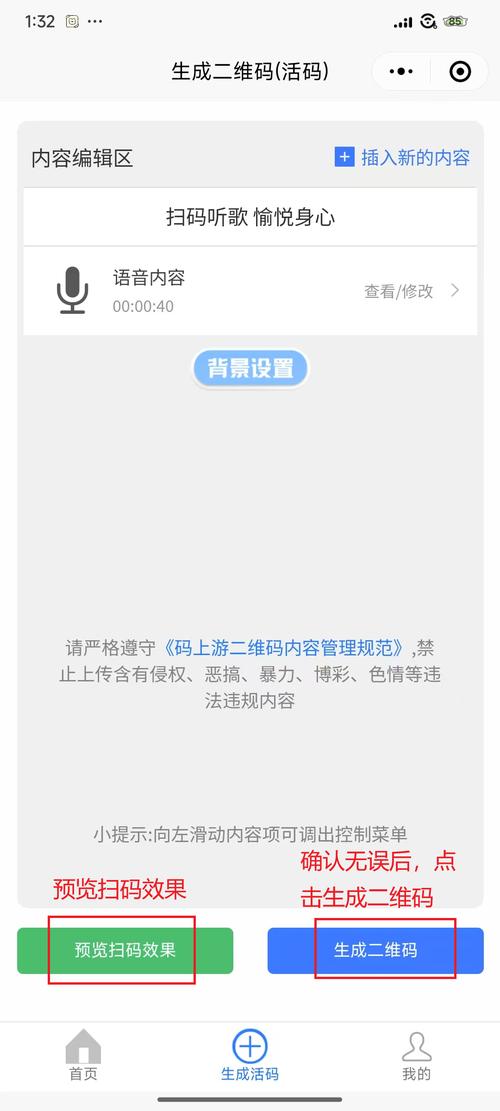 1:32
85
生成二维码(活码)
内容编辑区
插入新的内容
扫码听歌 愉悦身心
语音内容
00:00:40
查看/修改
背景设置
请严格遵守《码上游二维码内容管理规范》,禁
止上传含有侵权、恶搞、暴力、博彩、色情等违
法违规内容
小提示:向左滑动内容项可调出控制菜单
预览扫码效果
确认无误后，点
击生成二维码
预览扫码效果
生成二维码
首页
生成活码
我的